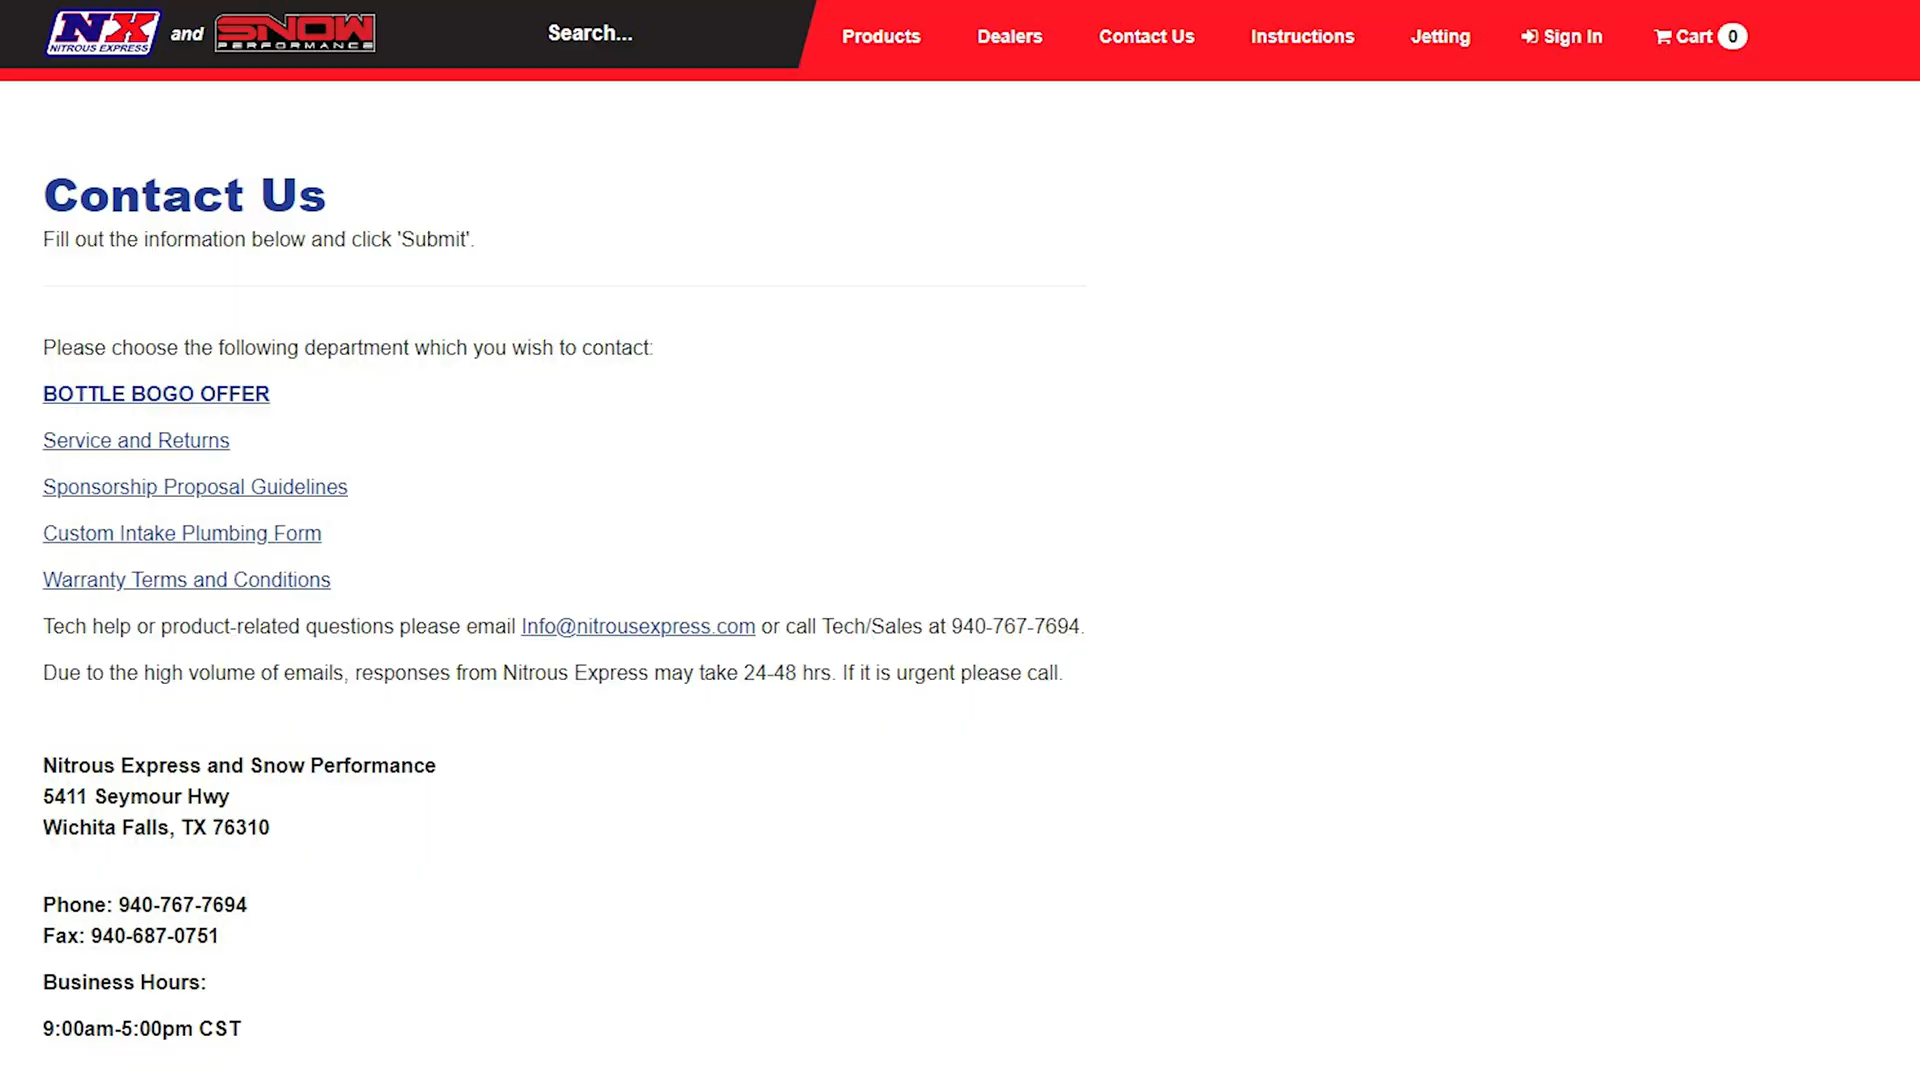 NX
NITROUS EXPRESS
and
SNOW
PERFORMANCE
Search...
Products
Dealers
Contact Us
Instructions
Jetting
Sign In
Cart 0
Contact Us
Fill out the information below and click 'Submit'.
Please choose the following department which you wish to contact:
BOTTLE BOGO OFFER
Service and Returns
Sponsorship Proposal Guidelines
Custom Intake Plumbing Form
Warranty Terms and Conditions
Tech help or product-related questions please email Info@nitrousexpress.com or call Tech/Sales at 940-767-7694.
Due to the high volume of emails, responses from Nitrous Express may take 24-48 hrs. If it is urgent please call.
Nitrous Express and Snow Performance
5411 Seymour Hwy
Wichita Falls, TX 76310
Phone: 940-767-7694
Fax: 940-687-0751
Business Hours:
9:00am-5:00pm CST